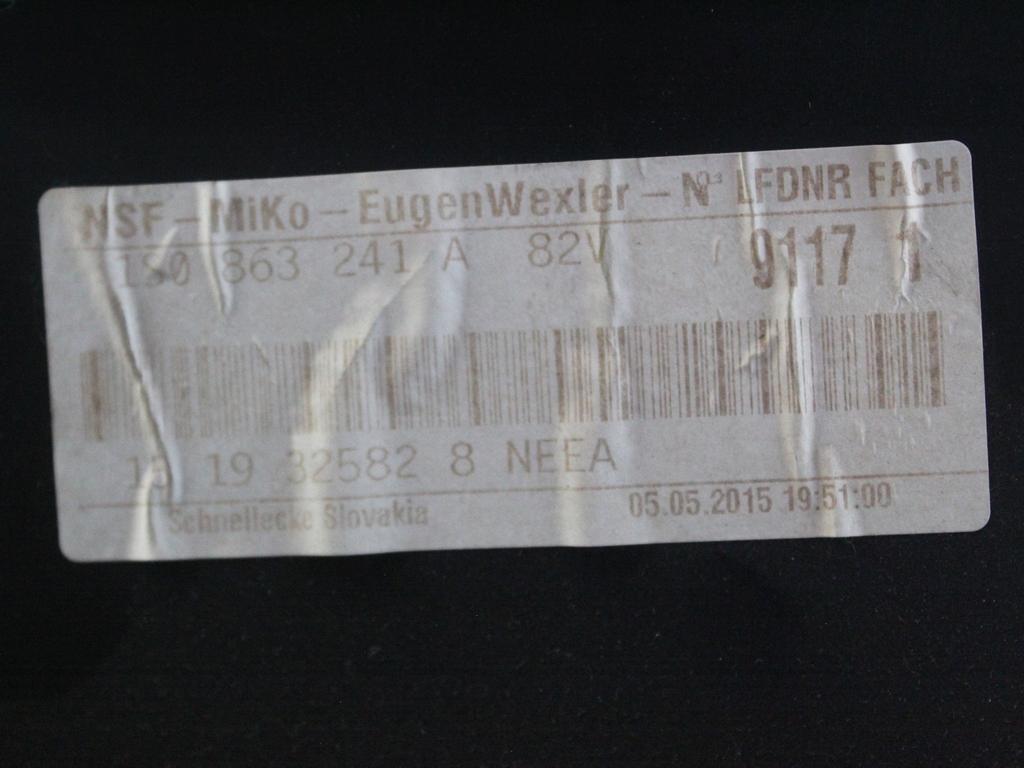 NSF - MiKo - EugenWexler - N LFDNR FACH
1S0 863 241 A 82V 9117 1
15 19 32582 8 NEEA
Schnellecke Slovakia 05.05.2015 19:51:00